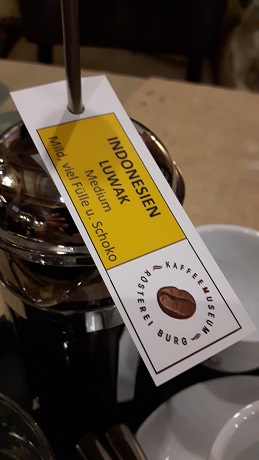 INDONESIEN
LUWAK
Medium
Mild, viel Fülle u. Schoko
KAFFEEMUSEUM
BURG
RÖSTEREI